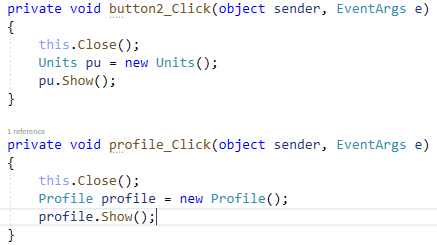 private void button2_Click(object sender, EventArgs e)
{
this.Close();
Units pu = new Units();
pu.Show();
}
1 reference
private void profile_Click(object sender, EventArgs e)
{
this.Close();
Profile profile = new Profile();
profile.Show();
}